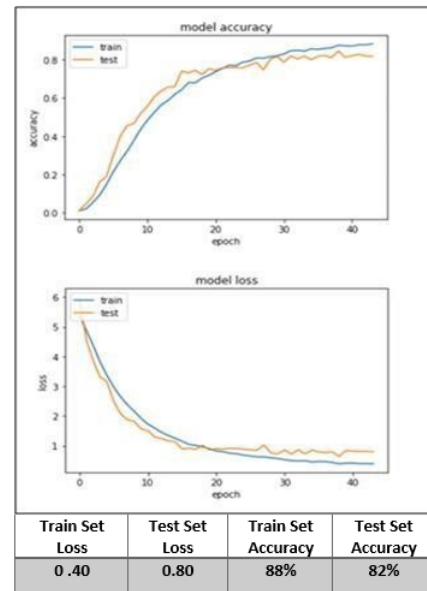 model accuracy
train
test
0.8
0.6
0.4
0.2
0.0
accuracy
0 10 20 30 40
epoch
model loss
train
test
6
5
4
3
2
1
loss
0 10 20 30 40
epoch
Train Set Loss Test Set Loss Train Set Accuracy Test Set Accuracy
0 .40 0.80 88% 82%